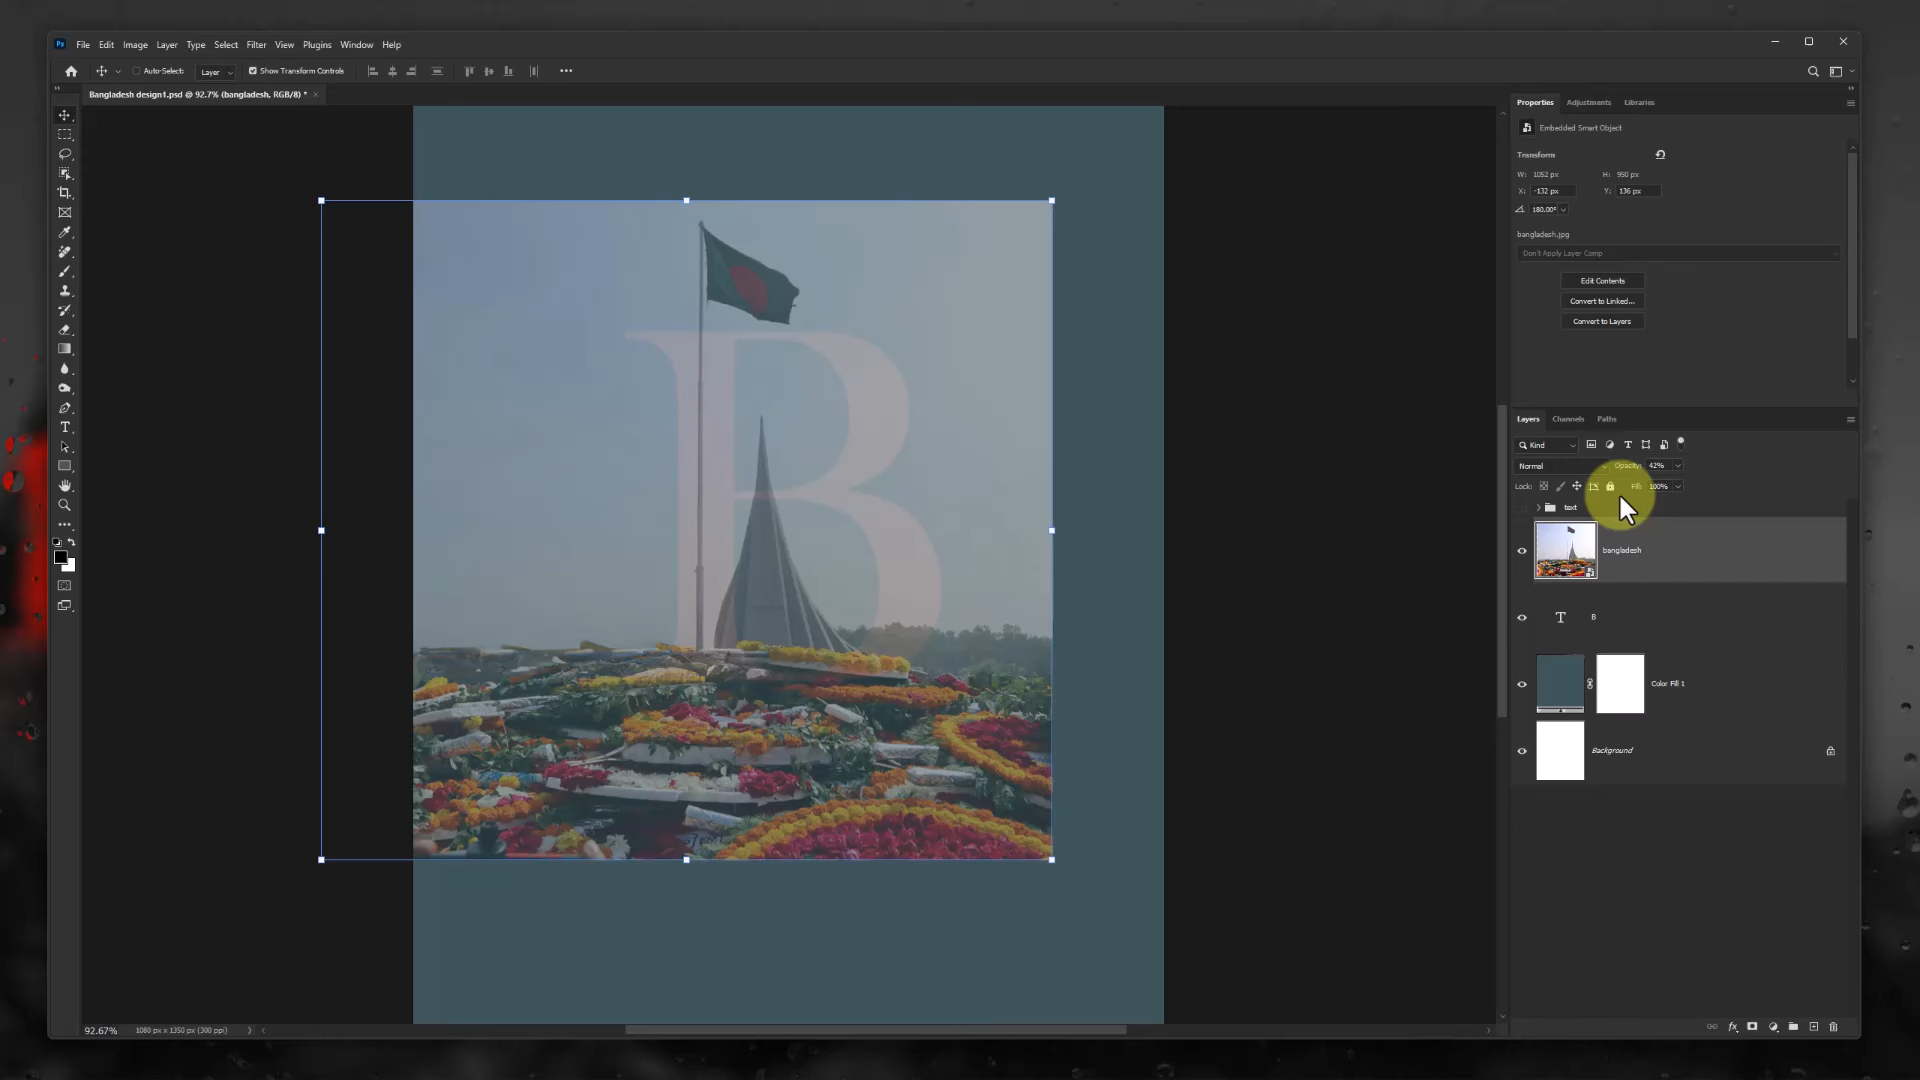 Ps File Edit Image Layer Type Select Filter View Plugins Window Help
Auto-Select: Layer Show Transform Controls
Bangladesh design1.psd @ 92.7% (bangladesh, RGB/8) *
B
92.67% 1080 px x 1350 px (300 ppi)
Properties Adjustments Libraries
Embedded Smart Object
Transform
W: 1052 px H: 950 px
X: -132 px Y: 136 px
180.00°
bangladesh.jpg
Don't Apply Layer Comp
Edit Contents
Convert to Linked...
Convert to Layers
Layers Channels Paths
Kind
Normal Opacity: 42%
Lock: Fill: 100%
text
bangladesh
B
Color Fill 1
Background